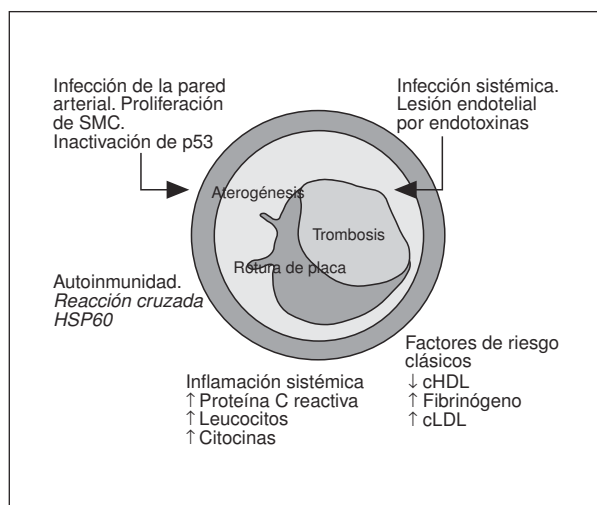 Infección de la pared
arterial. Proliferación
de SMC.
Inactivación de p53
Infección sistémica.
Lesión endotelial
por endotoxinas
Aterogénesis
Trombosis
Rotura de placa
Autoinmunidad.
Reacción cruzada
HSP60
Inflamación sistémica
↑ Proteína C reactiva
↑ Leucocitos
↑ Citocinas
Factores de riesgo
clásicos
↓ cHDL
↑ Fibrinógeno
↑ cLDL